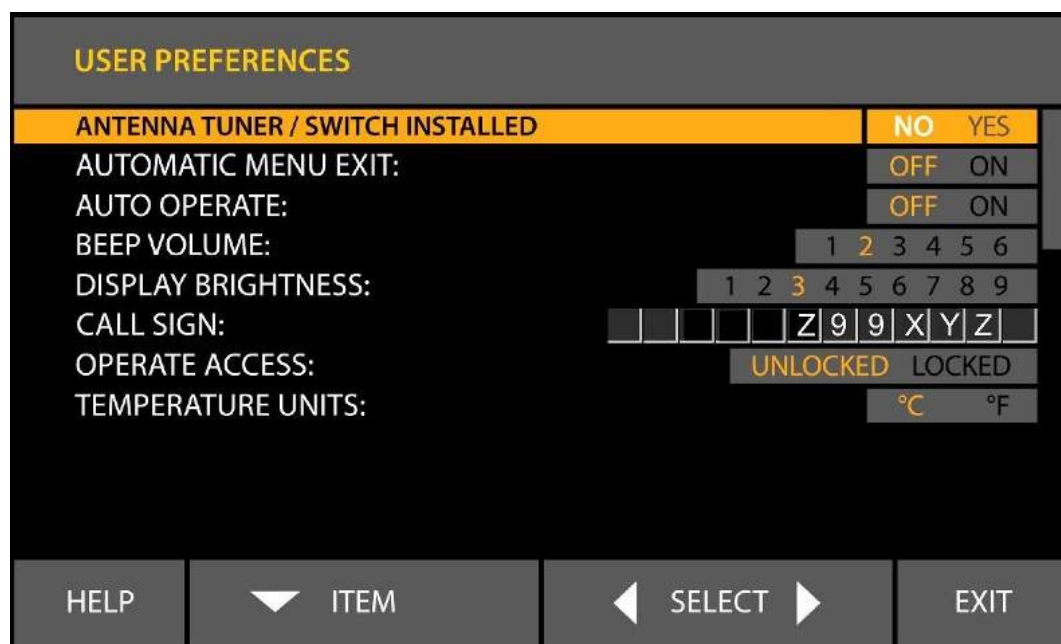 USER PREFERENCES
ANTENNA TUNER / SWITCH INSTALLED NO YES
AUTOMATIC MENU EXIT: OFF ON
AUTO OPERATE: OFF ON
BEEP VOLUME: 1 2 3 4 5 6
DISPLAY BRIGHTNESS: 1 2 3 4 5 6 7 8 9
CALL SIGN: Z99XYZ
OPERATE ACCESS: UNLOCKED LOCKED
TEMPERATURE UNITS: °C °F
HELP ITEM SELECT EXIT